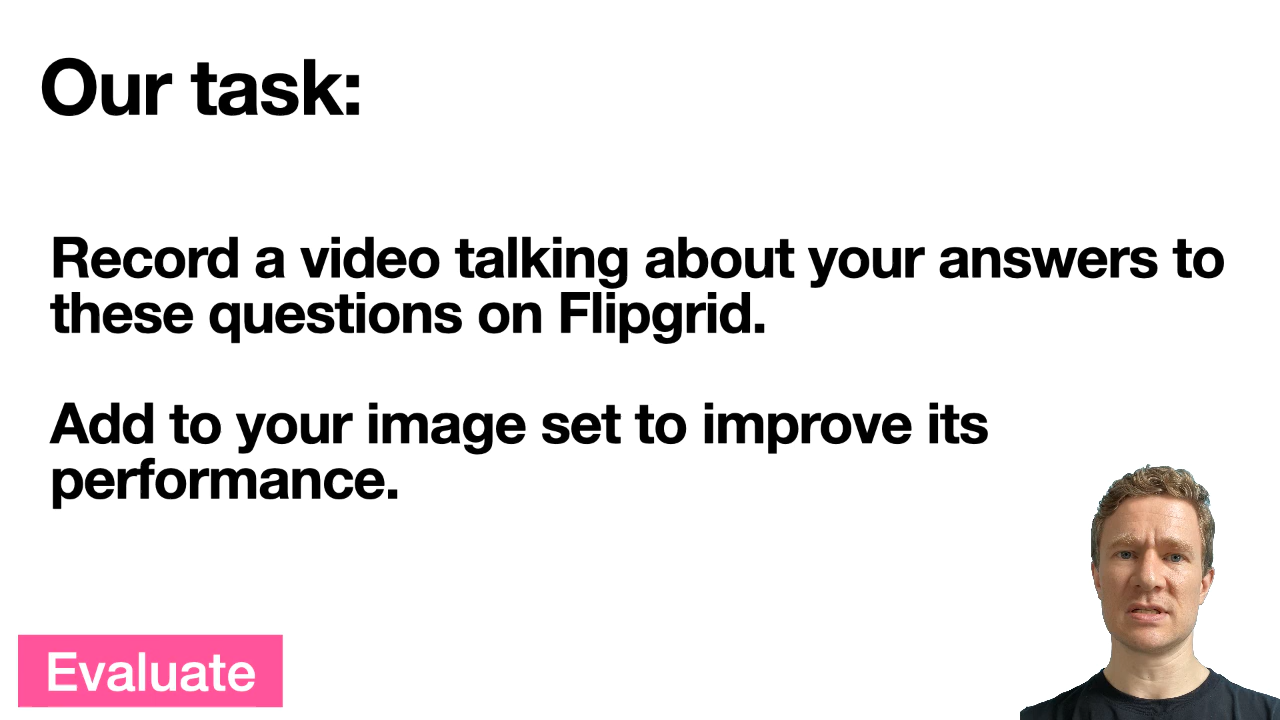 Our task:
Record a video talking about your answers to
these questions on Flipgrid.
Add to your image set to improve its
performance.
Evaluate